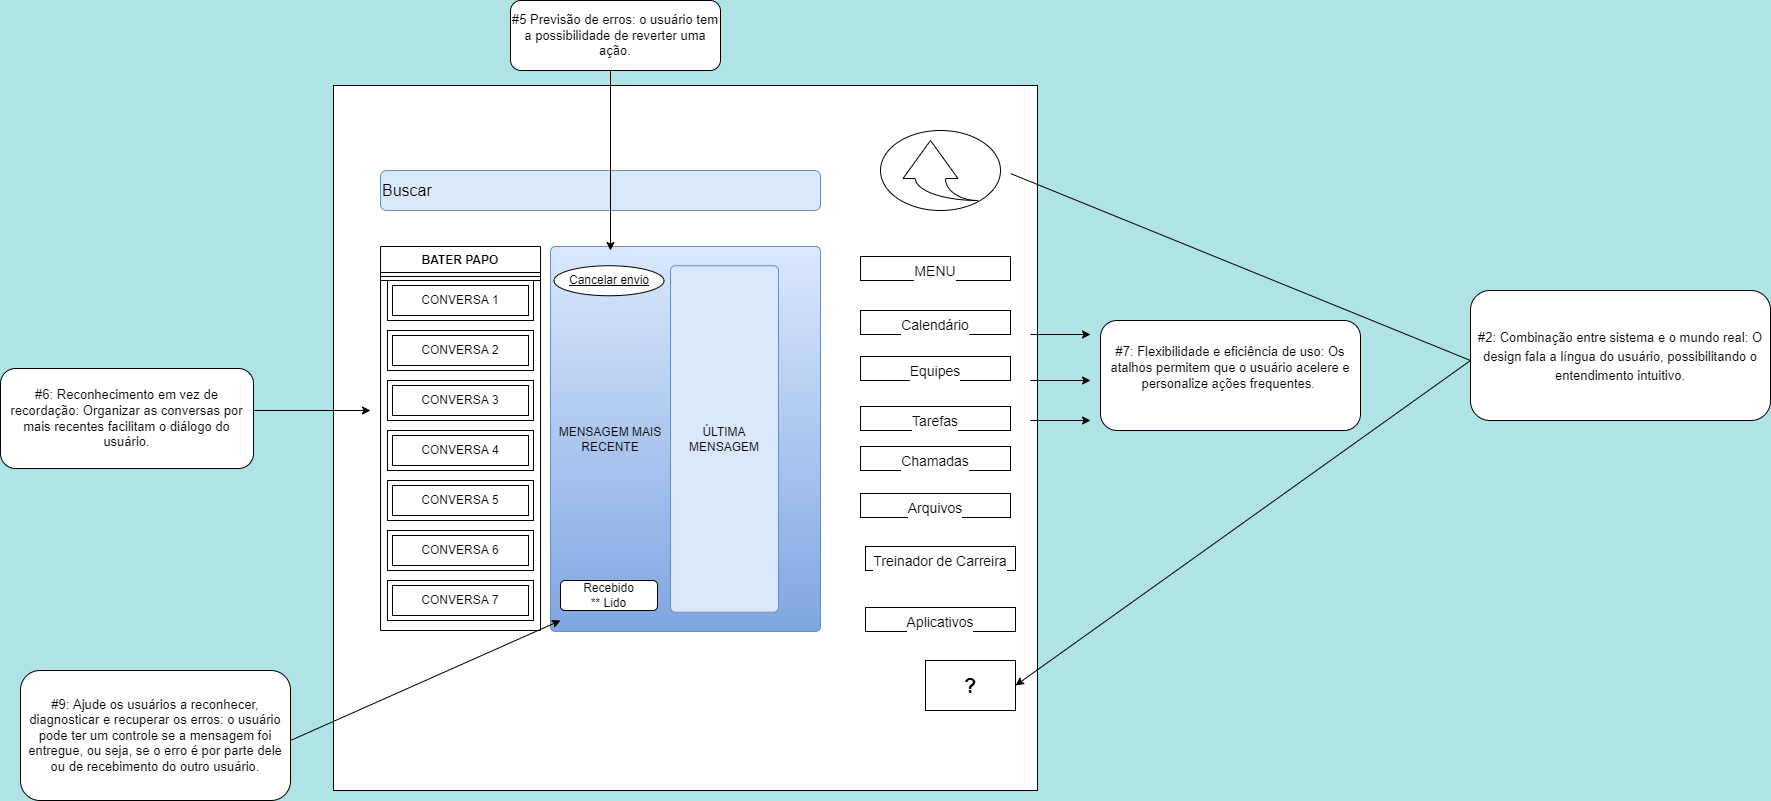 #5 Previsão de erros: o usuário tem
a possibilidade de reverter uma
ação.
Buscar
BATER PAPO
CONVERSA 1
CONVERSA 2
CONVERSA 3
CONVERSA 4
CONVERSA 5
CONVERSA 6
CONVERSA 7
Cancelar envio
MENSAGEM MAIS
RECENTE
ÚLTIMA
MENSAGEM
Recebido
** Lido
MENU
Calendário
Equipes
Tarefas
Chamadas
Arquivos
Treinador de Carreira
Aplicativos
?
#7: Flexibilidade e eficiência de uso: Os
atalhos permitem que o usuário acelere e
personalize ações frequentes.
#2: Combinação entre sistema e o mundo real: O
design fala a língua do usuário, possibilitando o
entendimento intuitivo.
#6: Reconhecimento em vez de
recordação: Organizar as conversas por
mais recentes facilitam o diálogo do
usuário.
#9: Ajude os usuários a reconhecer,
diagnosticar e recuperar os erros: o usuário
pode ter um controle se a mensagem foi
entregue, ou seja, se o erro é por parte dele
ou de recebimento do outro usuário.